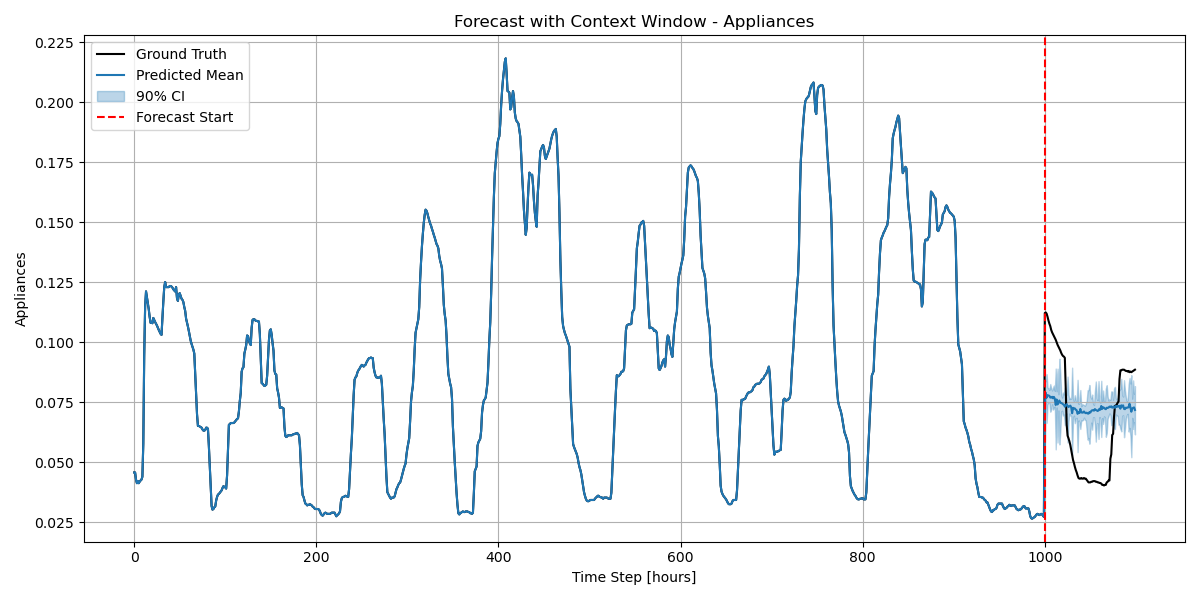 Forecast with Context Window - Appliances
Ground Truth
Predicted Mean
90% CI
Forecast Start
0.225
0.200
0.175
0.150
0.125
0.100
0.075
0.050
0.025
Appliances
0 200 400 600 800 1000
Time Step [hours]